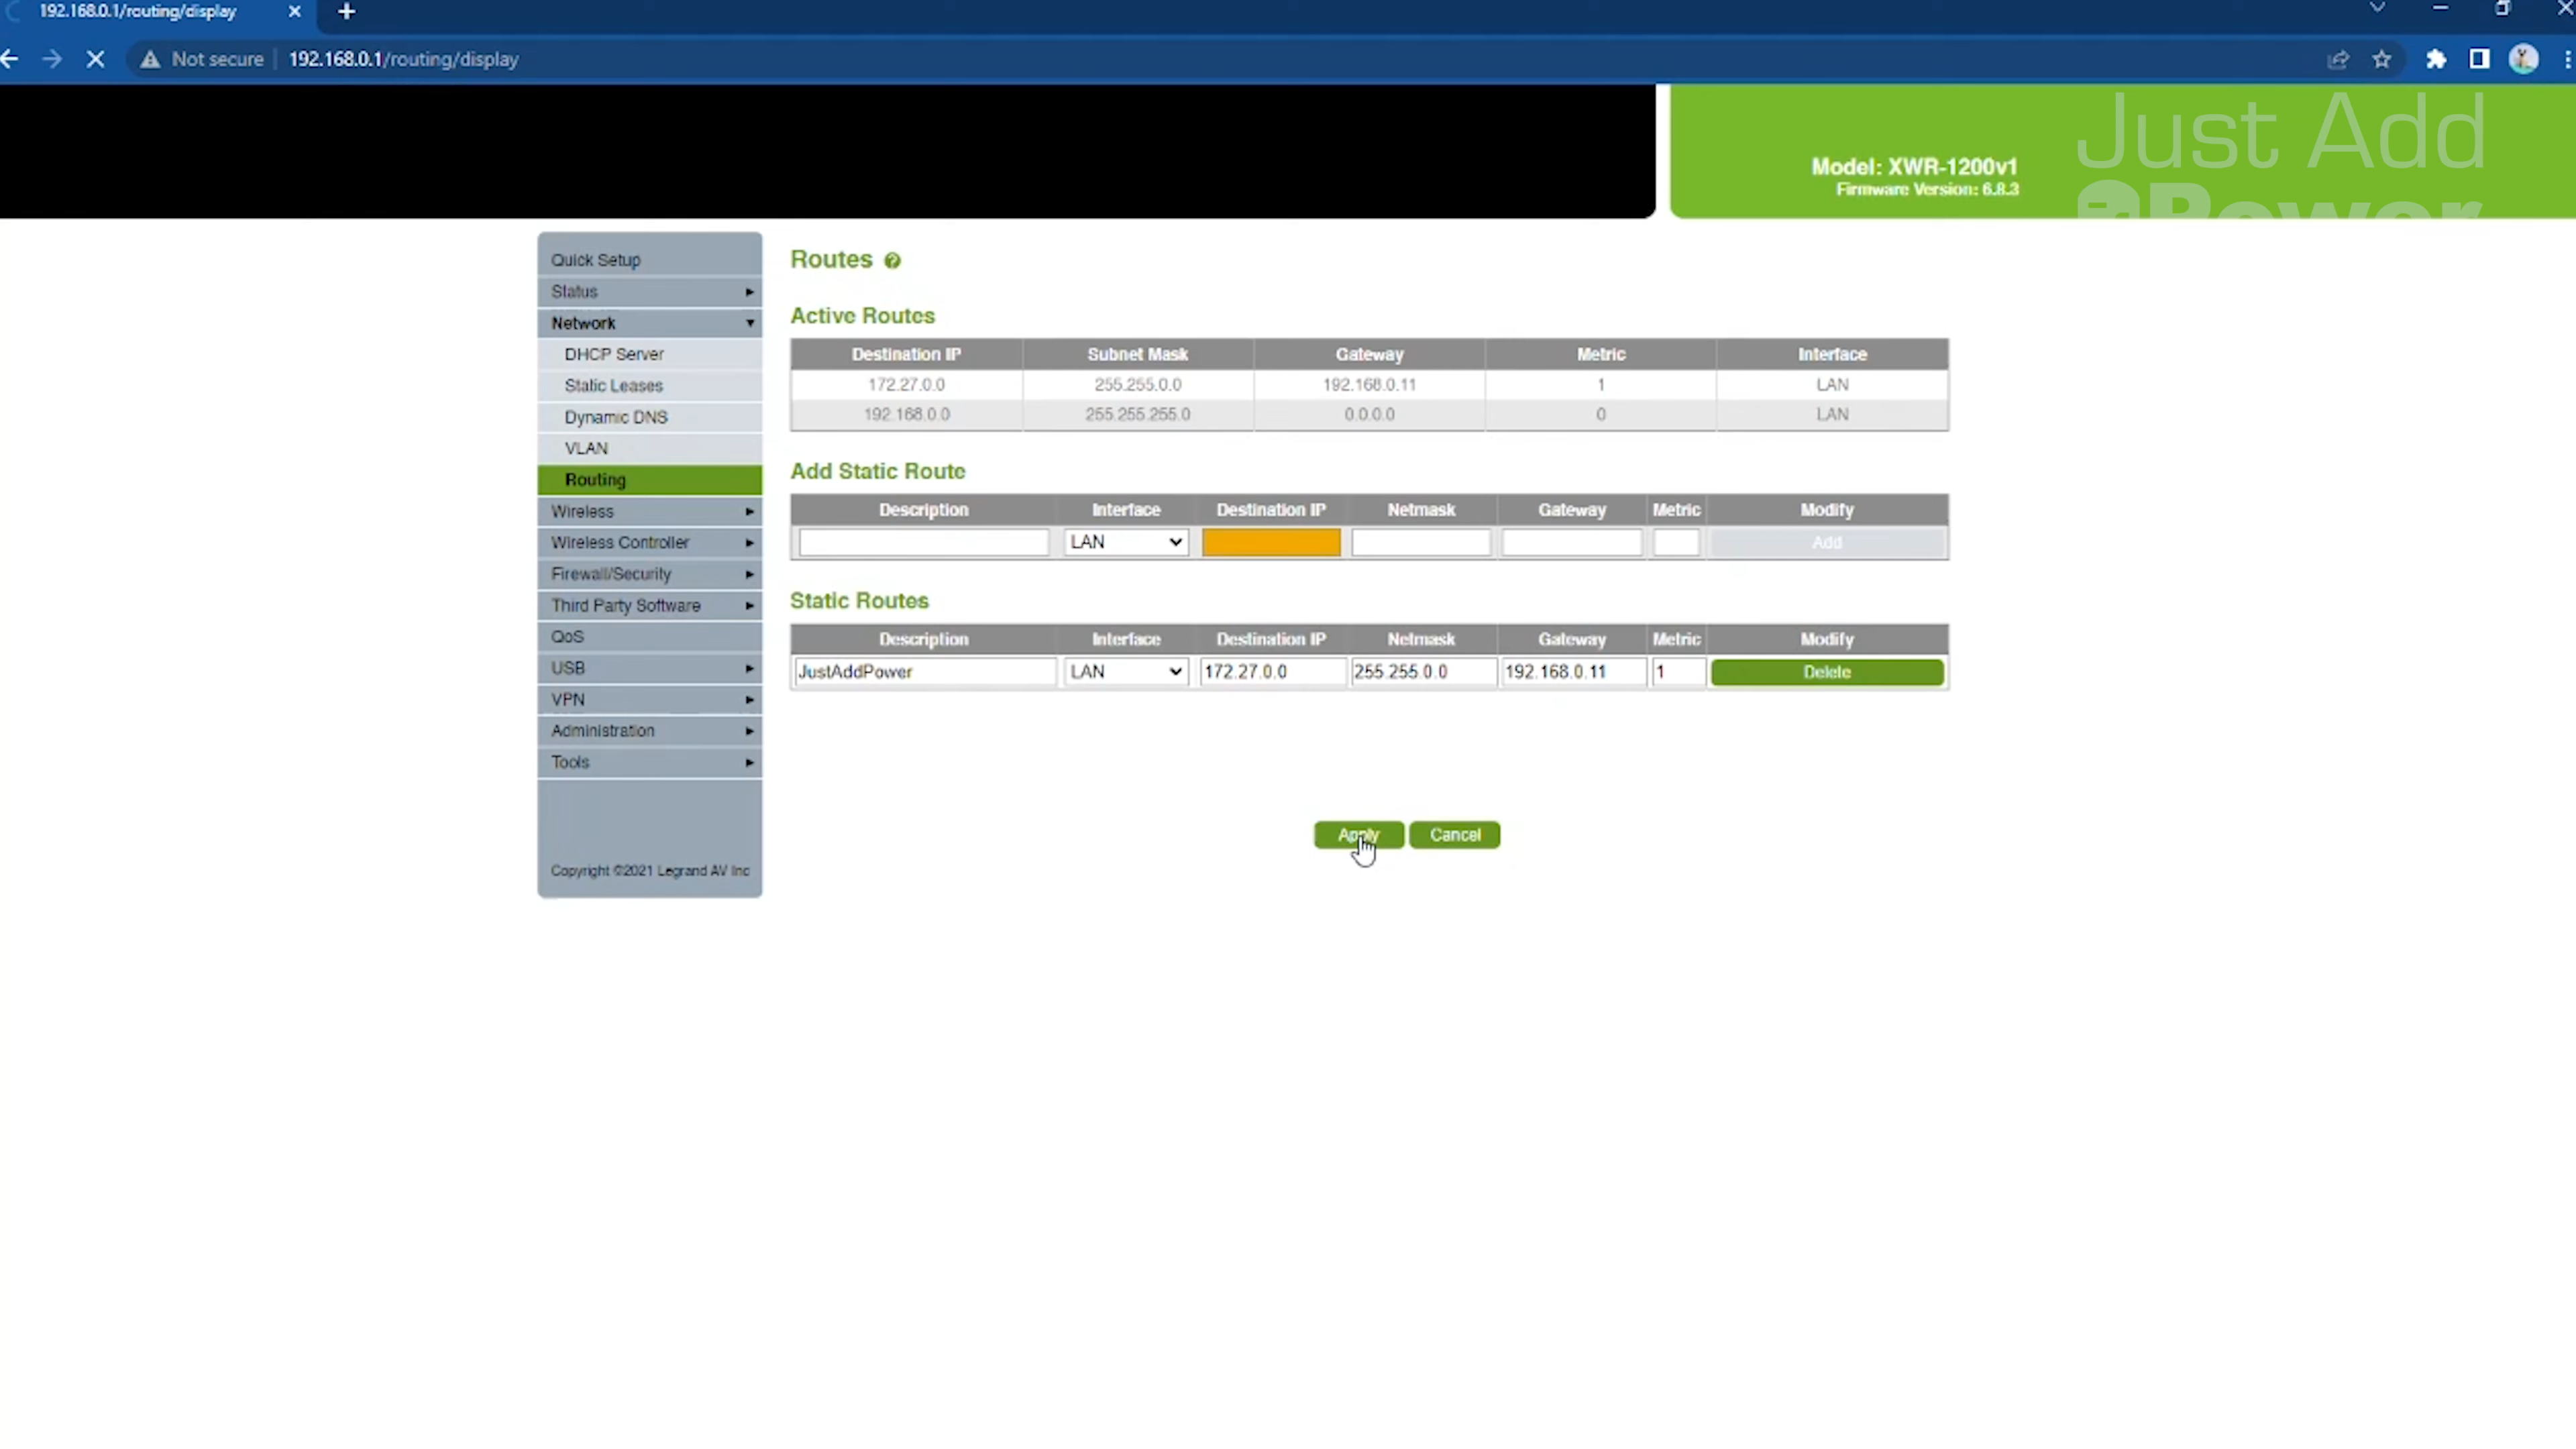 192.168.0.1/routing/display
Not secure 192.168.0.1/routing/display
Just Add
Power
Model: XWR-1200v1
Firmware Version: 6.8.3
Quick Setup
Status
Network
DHCP Server
Static Leases
Dynamic DNS
VLAN
Routing
Wireless
Wireless Controller
Firewall/Security
Third Party Software
QoS
USB
VPN
Administration
Tools
Copyright ©2021 Legrand AV Inc
Routes
Active Routes
Destination IP Subnet Mask Gateway Metric Interface
172.27.0.0 255.255.0.0 192.168.0.11 1 LAN
192.168.0.0 255.255.255.0 0.0.0.0 0 LAN
Add Static Route
Description Interface Destination IP Netmask Gateway Metric Modify
LAN Add
Static Routes
Description Interface Destination IP Netmask Gateway Metric Modify
JustAddPower LAN 172.27.0.0 255.255.0.0 192.168.0.11 1 Delete
Apply Cancel